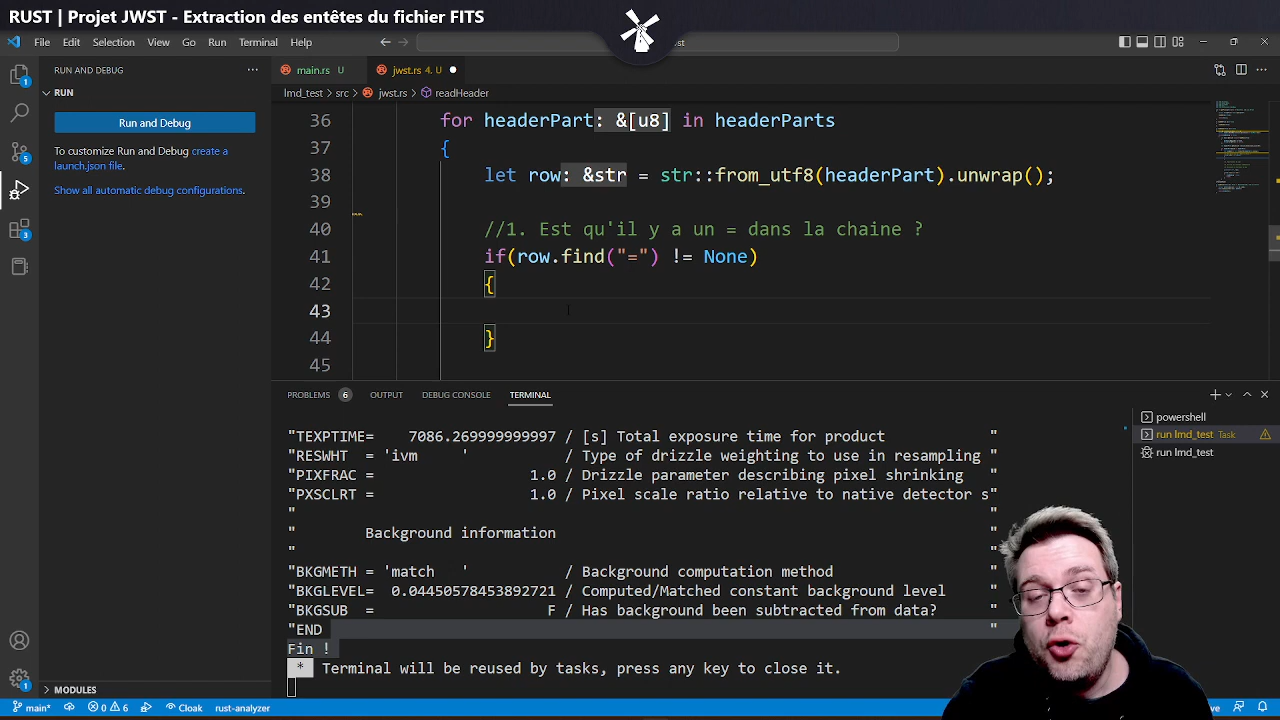 RUST | Projet JWST - Extraction des entêtes du fichier FITS
File Edit Selection View Go Run Terminal Help
RUN AND DEBUG
main.rs U
jwst.rs 4, U
RUN
lmd_test > src > jwst.rs > readHeader
Run and Debug
To customize Run and Debug create a
launch.json file.
Show all automatic debug configurations.
36 for headerPart: &[u8] in headerParts
37 {
38 let row: &str = str::from_utf8(headerPart).unwrap();
39
40 //1. Est qu'il y a un = dans la chaine ?
41 if(row.find("=") != None)
42 {
43
44 }
45
PROBLEMS 6 OUTPUT DEBUG CONSOLE TERMINAL
powershell
run lmd_test Task
run lmd_test
"TEXPTIME= 7086.269999999997 / [s] Total exposure time for product "
"RESWHT = 'ivm ' / Type of drizzle weighting to use in resampling "
"PIXFRAC = 1.0 / Drizzle parameter describing pixel shrinking "
"PXSCLRT = 1.0 / Pixel scale ratio relative to native detector s"
" "
" Background information "
" "
"BKGMETH = 'match ' / Background computation method "
"BKGLEVEL= 0.04450578453892721 / Computed/Matched constant background level "
"BKGSUB = F / Has background been subtracted from data? "
"END "
Fin !
* Terminal will be reused by tasks, press any key to close it.
MODULES
main* 0 6 Cloak rust-analyzer